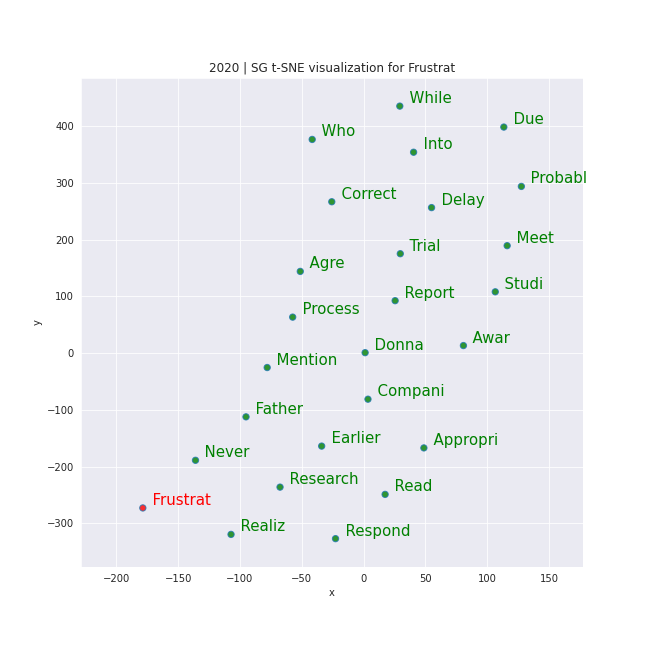 2020 | SG t-SNE visualization for Frustrat
While
Due
Who
400
Into
Probabl
300
Correct
Delay
Meet
200
Trial
Agre
Studi
100
Report
Process
Donna
Awar
0
Mention
Compani
−100
Father
Earlier
Appropri
Never
−200
Research
Read
Frustrat
−300
Realiz
Respond
y
−200 −150 −100 −50 0 50 100 150
x